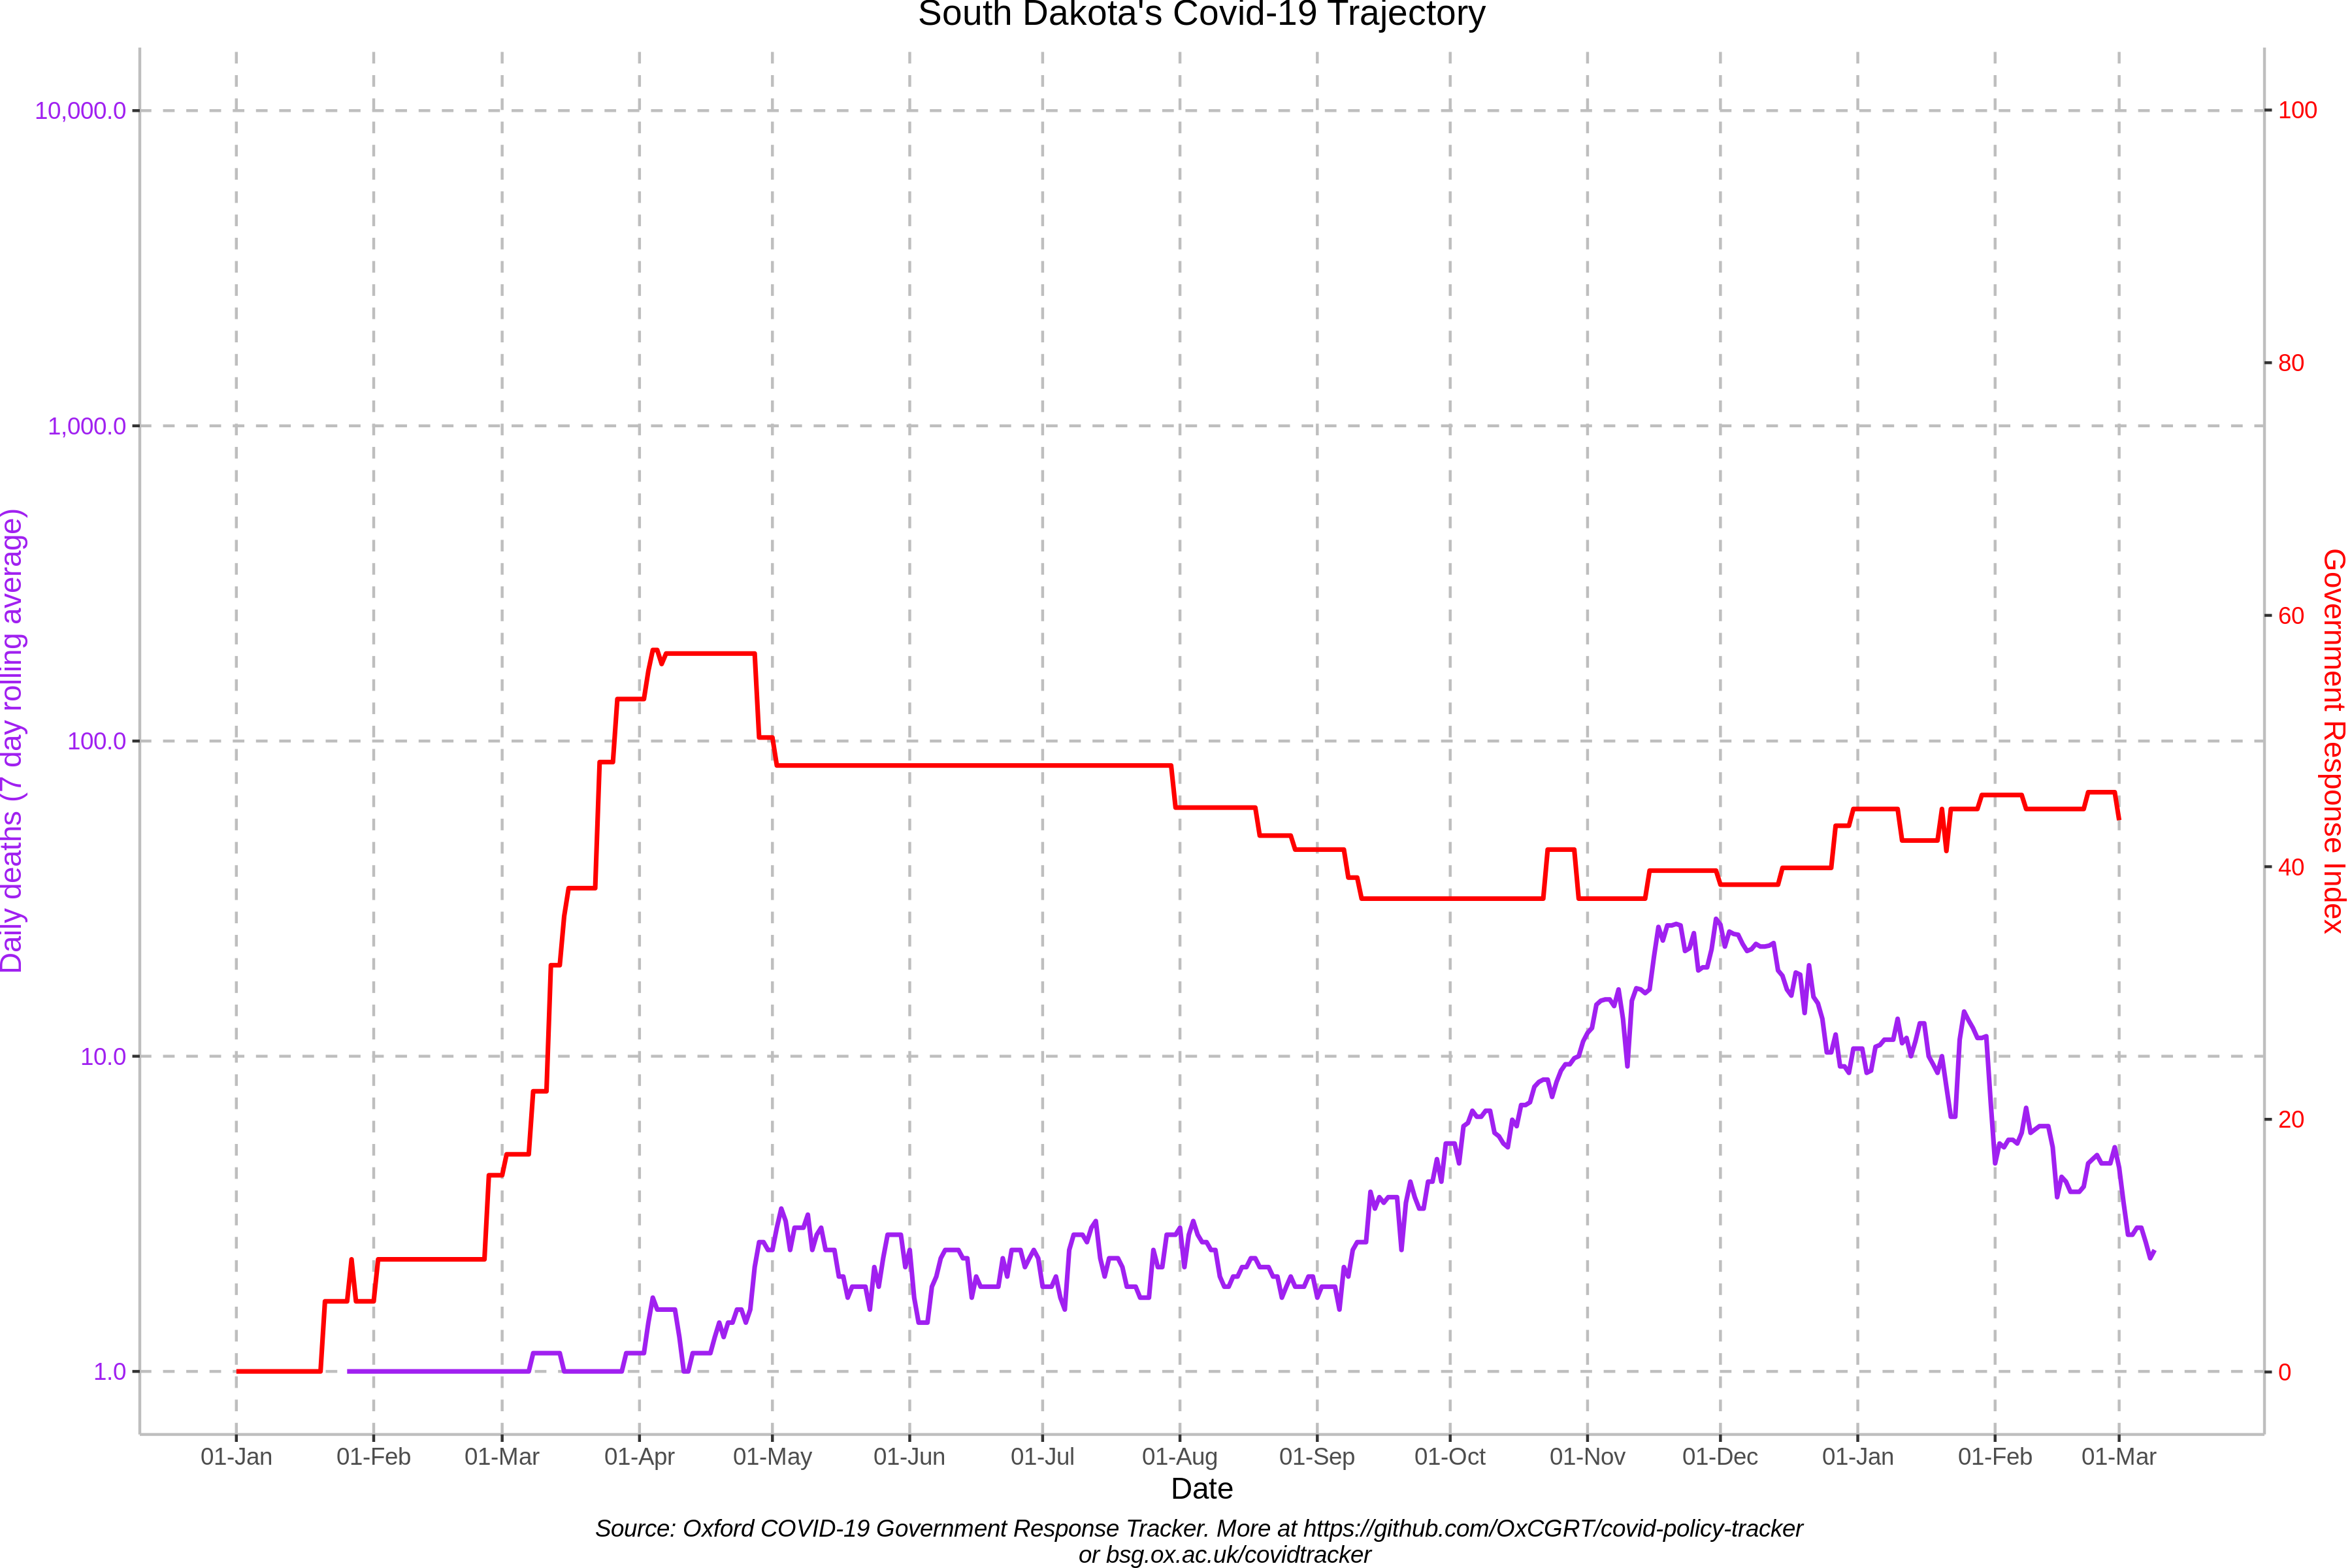 South Dakota's Covid-19 Trajectory
Daily deaths (7 day rolling average)
10,000.0
1,000.0
100.0
10.0
1.0
100
80
60
40
20
0
Government Response Index
01-Jan 01-Feb 01-Mar 01-Apr 01-May 01-Jun 01-Jul 01-Aug 01-Sep 01-Oct 01-Nov 01-Dec 01-Jan 01-Feb 01-Mar
Date
Source: Oxford COVID-19 Government Response Tracker. More at https://github.com/OxCGRT/covid-policy-tracker
or bsg.ox.ac.uk/covidtracker